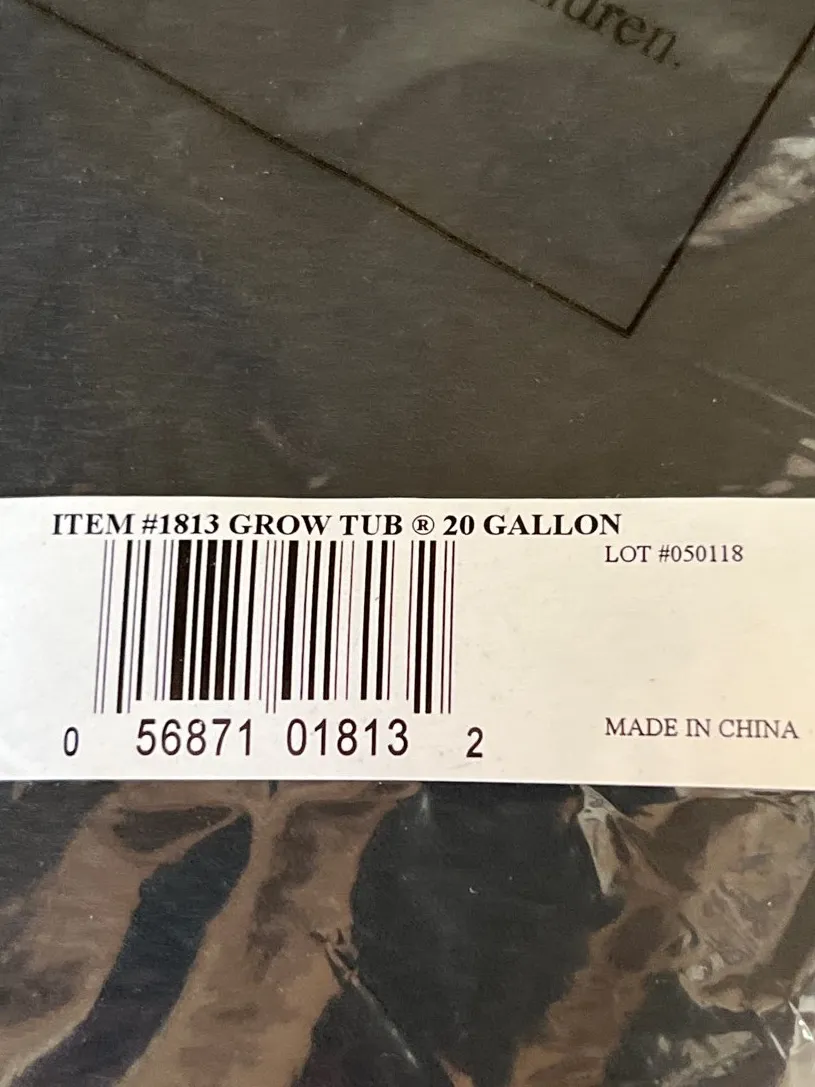 ITEM #1813 GROW TUB ® 20 GALLON
LOT #050118
0 56871 01813 2
MADE IN CHINA